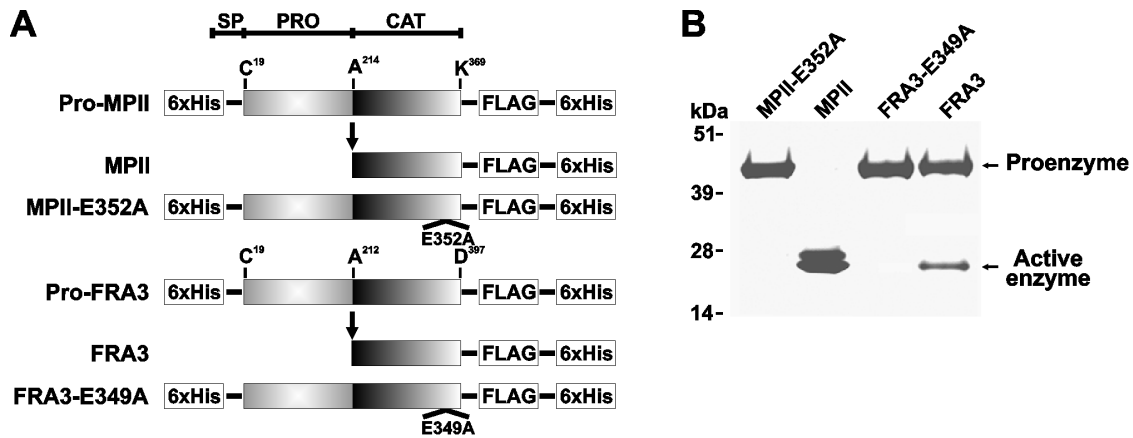 A
SP PRO CAT
C19 A214 K369
Pro-MPII 6xHis FLAG 6xHis
MPII FLAG 6xHis
MPII-E352A 6xHis FLAG 6xHis
E352A
C19 A212 D397
Pro-FRA3 6xHis FLAG 6xHis
FRA3 FLAG 6xHis
FRA3-E349A 6xHis FLAG 6xHis
E349A
B
MPII-E352A
MPII
FRA3-E349A
FRA3
kDa
51-
39-
28-
14-
Proenzyme
Active
enzyme